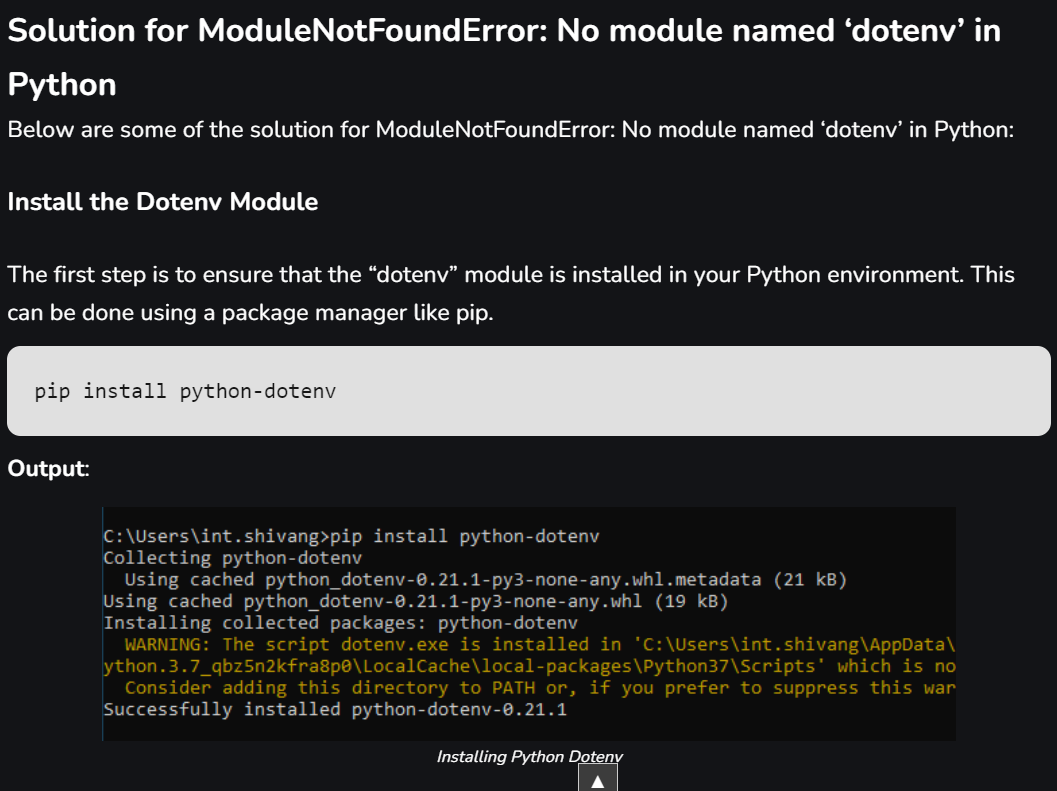 Solution for ModuleNotFoundError: No module named ‘dotenv’ in
Python
Below are some of the solution for ModuleNotFoundError: No module named ‘dotenv’ in Python:
Install the Dotenv Module
The first step is to ensure that the “dotenv” module is installed in your Python environment. This
can be done using a package manager like pip.
pip install python-dotenv
Output:
C:\Users\int.shivang>pip install python-dotenv
Collecting python-dotenv
  Using cached python_dotenv-0.21.1-py3-none-any.whl.metadata (21 kB)
Using cached python_dotenv-0.21.1-py3-none-any.whl (19 kB)
Installing collected packages: python-dotenv
  WARNING: The script dotenv.exe is installed in 'C:\Users\int.shivang\AppData\
ython.3.7_qbz5n2kfra8p0\LocalCache\local-packages\Python37\Scripts' which is no
  Consider adding this directory to PATH or, if you prefer to suppress this war
Successfully installed python-dotenv-0.21.1
Installing Python Dotenv